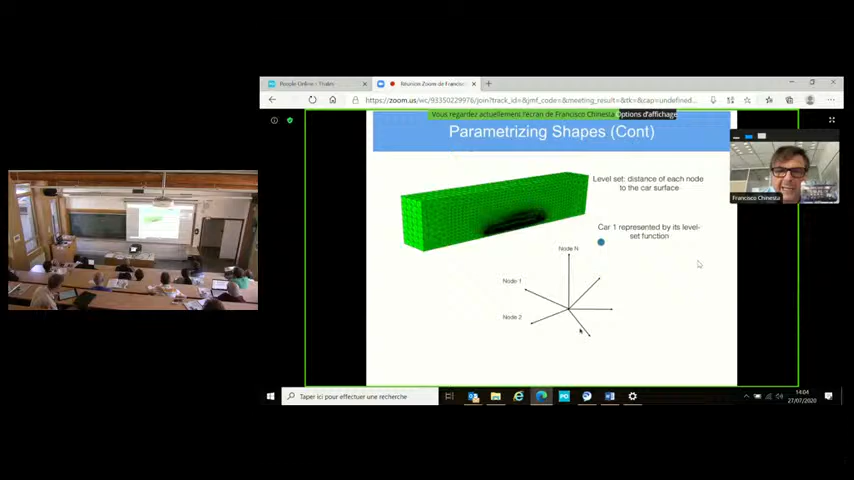 People Online - Thales
Réunion Zoom de Francisc
https://zoom.us/wc/93350229976/join?track_id=&jmf_code=&meeting_result=&tk=&cap=undefined...
Vous regardez actuellement l'écran de Francisco Chinesta
Options d'affichage
Parametrizing Shapes (Cont)
Level set: distance of each node
to the car surface
Francisco Chinesta
Car 1 represented by its level-
set function
Node N
Node 1
Node 2
Taper ici pour effectuer une recherche
14:04
27/07/2020